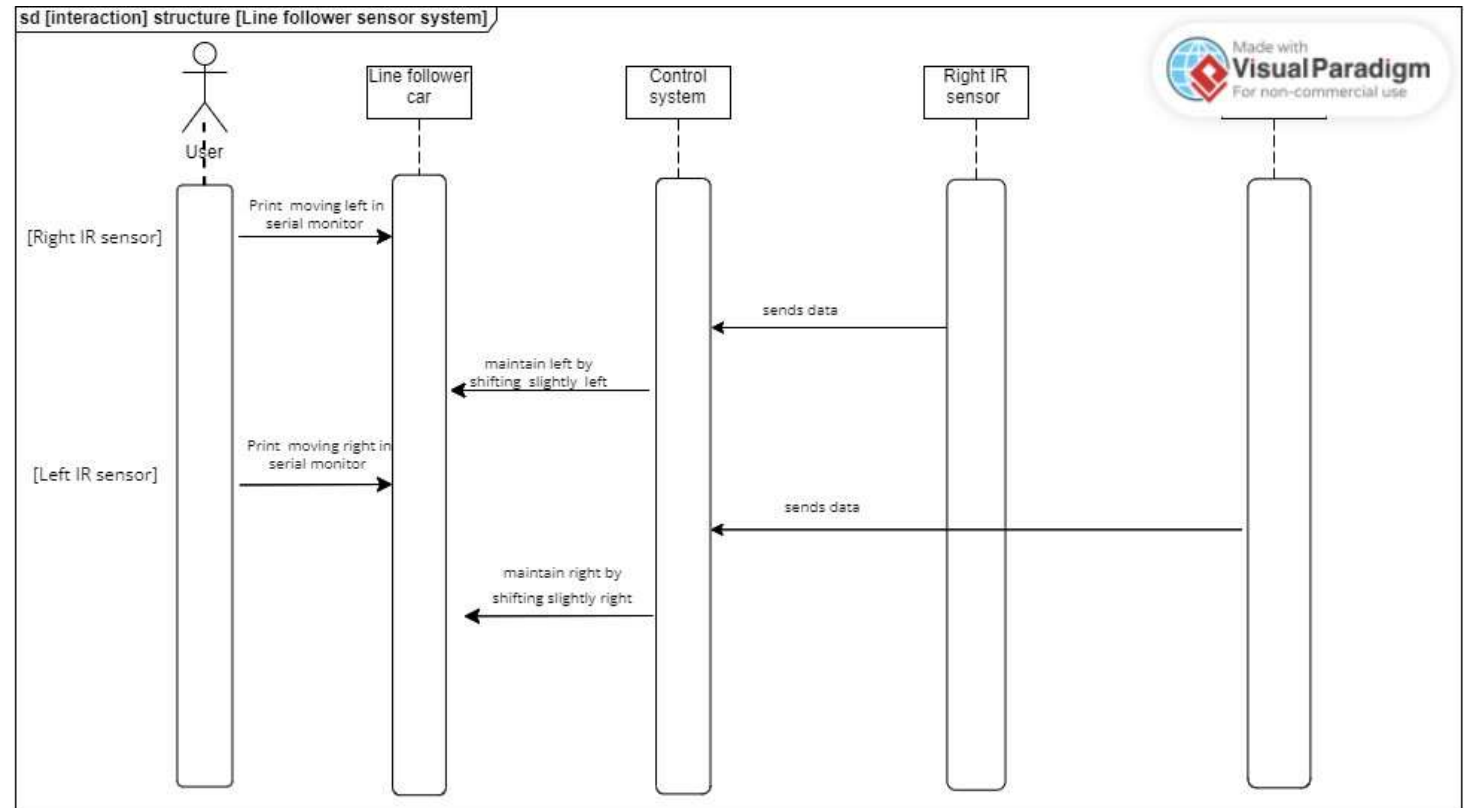 sd [interaction] structure [Line follower sensor system]
User
Line follower
car
Control
system
Right IR
sensor
Made with
Visual Paradigm
For non-commercial use
Print moving left in
serial monitor
[Right IR sensor]
sends data
maintain left by
shifting slightly left
Print moving right in
serial monitor
[Left IR sensor]
sends data
maintain right by
shifting slightly right